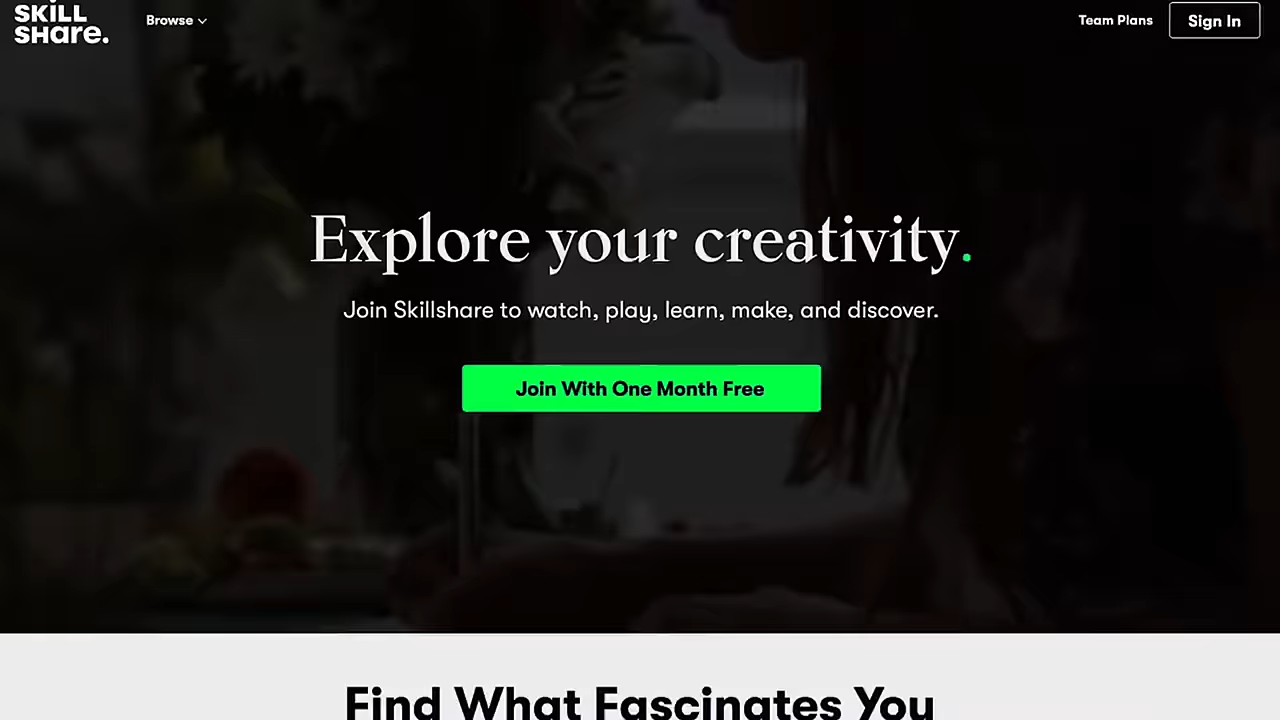 SKiLL
SHare.
Browse
Team Plans
Sign In
Explore your creativity.
Join Skillshare to watch, play, learn, make, and discover.
Join With One Month Free
Find What Fascinates You